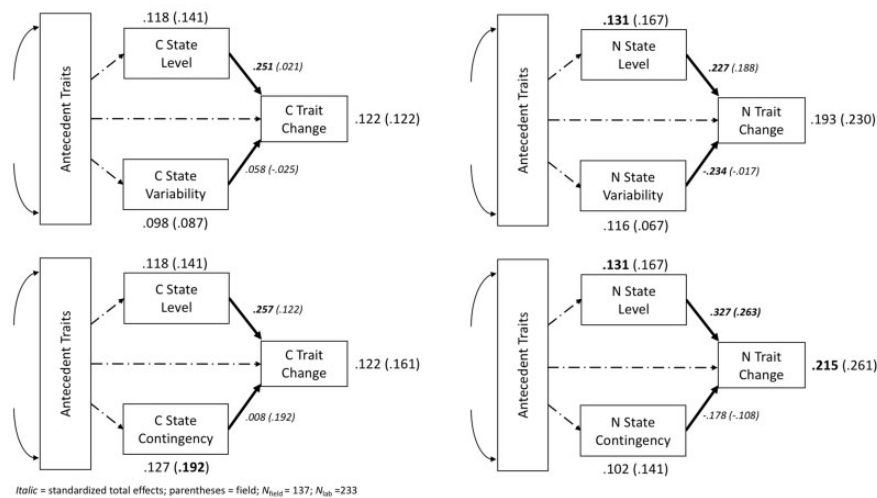 .118 (.141)
Antecedent Traits
C State
Level
.251 (.021)
C Trait
Change
.122 (.122)
.058 (-.025)
C State
Variability
.098 (.087)
.131 (.167)
Antecedent Traits
N State
Level
.227 (.188)
N Trait
Change
.193 (.230)
-.234 (-.017)
N State
Variability
.116 (.067)
.118 (.141)
Antecedent Traits
C State
Level
.257 (.122)
C Trait
Change
.122 (.161)
.008 (.192)
C State
Contingency
.127 (.192)
.131 (.167)
Antecedent Traits
N State
Level
.327 (.263)
N Trait
Change
.215 (.261)
-.178 (-.108)
N State
Contingency
.102 (.141)
Italic = standardized total effects; parentheses = field; Nfield = 137; Nlab =233